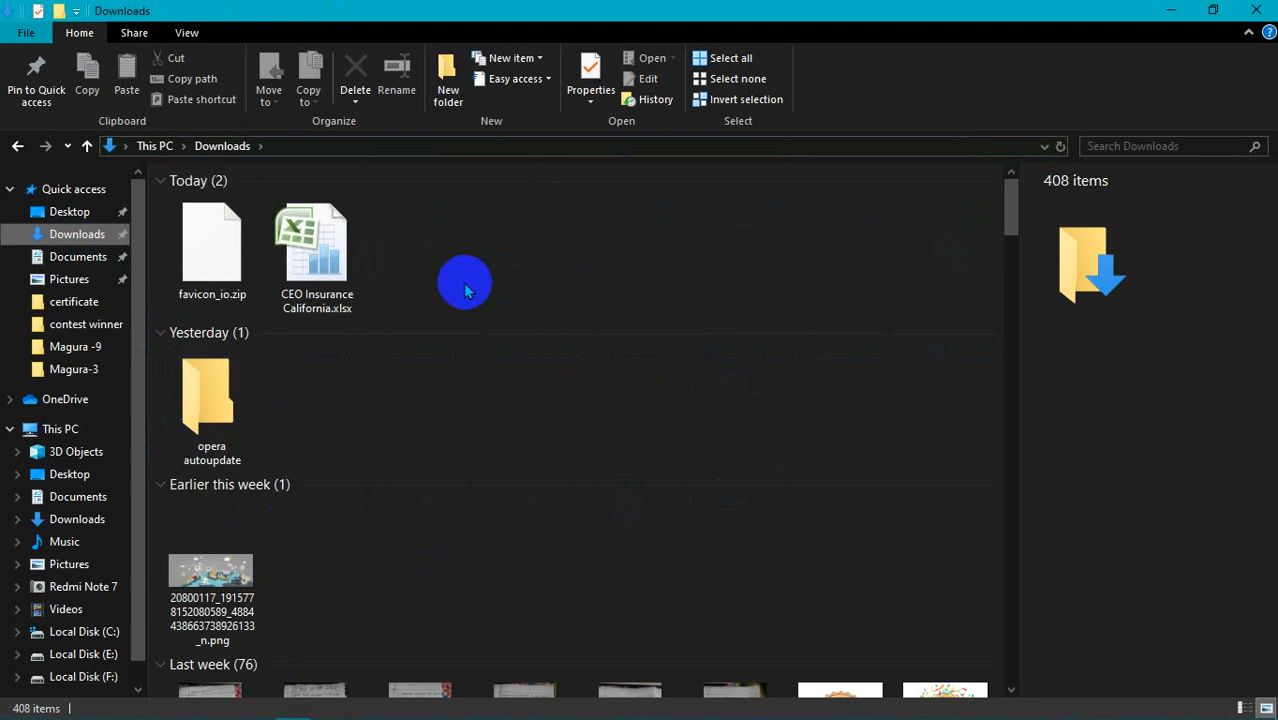 Downloads
File
Home
Share
View
Pin to Quick
access
Copy
Paste
Cut
Copy path
Paste shortcut
Clipboard
Move
to
Copy
to
Delete
Rename
Organize
New
folder
New item
Easy access
New
Properties
Open
Edit
History
Open
Select all
Select none
Invert selection
Select
This PC
Downloads
Search Downloads
Quick access
Desktop
Downloads
Documents
Pictures
certificate
contest winner
Magura -9
Magura-3
OneDrive
This PC
3D Objects
Desktop
Documents
Downloads
Music
Pictures
Redmi Note 7
Videos
Local Disk (C:)
Local Disk (E:)
Local Disk (F:)
Today (2)
favicon_io.zip
CEO Insurance
California.xlsx
Yesterday (1)
opera
autoupdate
Earlier this week (1)
20800117_191577
8152080589_4884
438663738926133
_n.png
Last week (76)
408 items
408 items